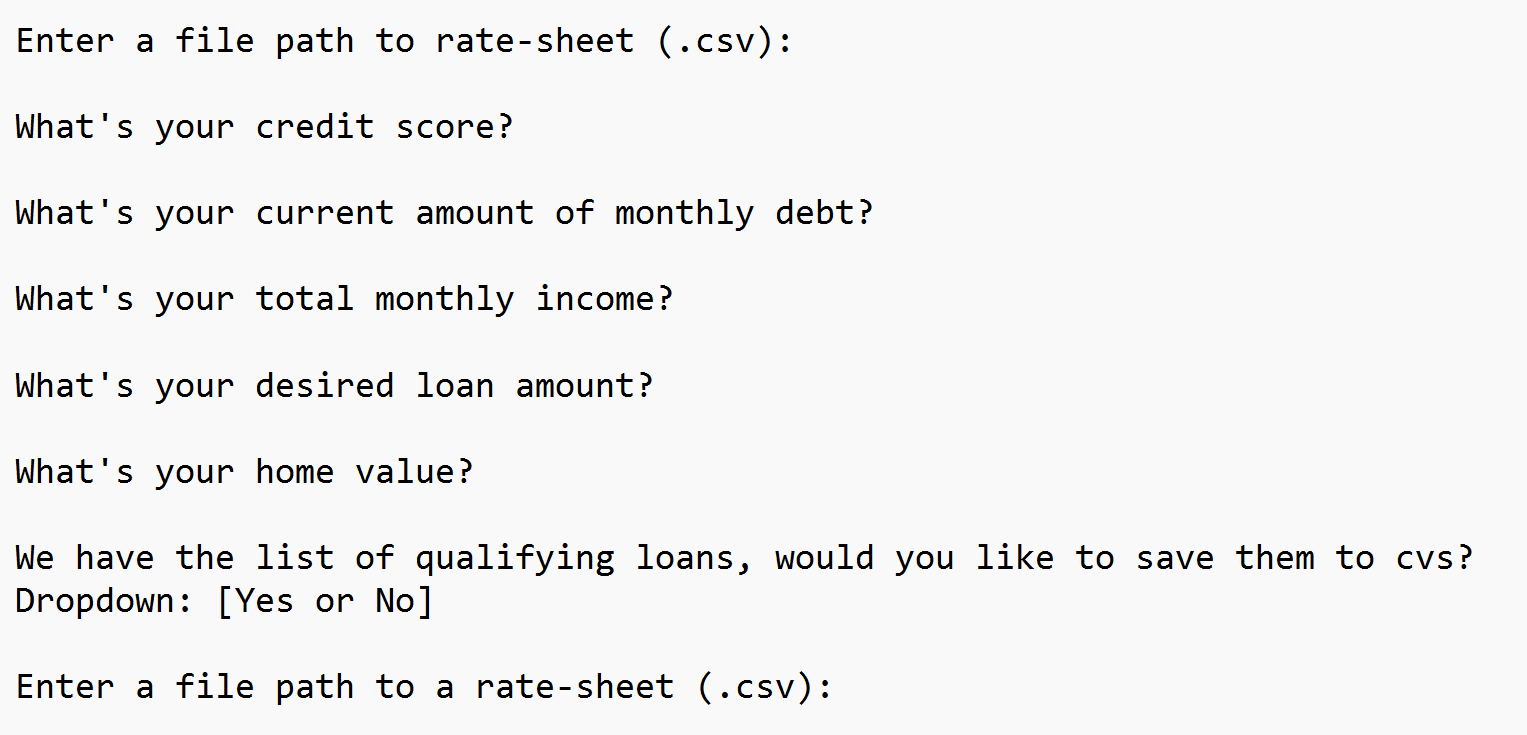 Enter a file path to rate-sheet (.csv):
What's your credit score?
What's your current amount of monthly debt?
What's your total monthly income?
What's your desired loan amount?
What's your home value?
We have the list of qualifying loans, would you like to save them to cvs?
Dropdown: [Yes or No]
Enter a file path to a rate-sheet (.csv):